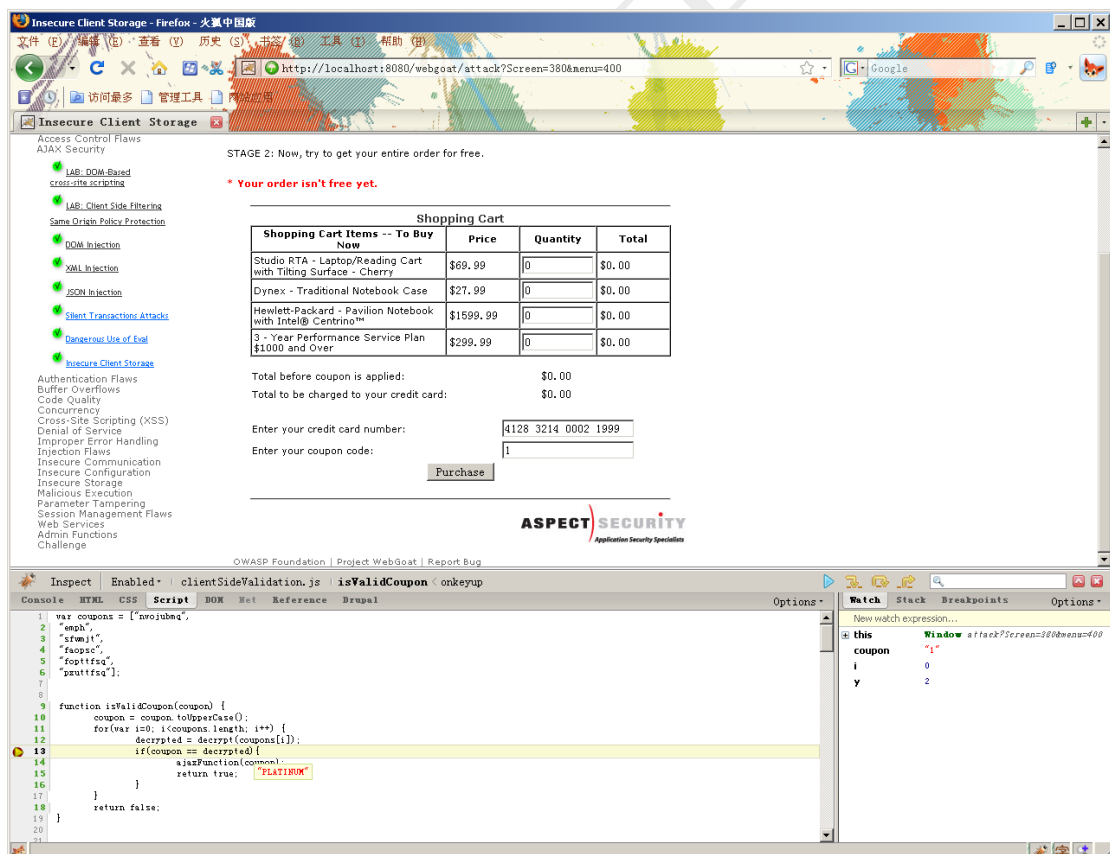 Insecure Client Storage - Firefox - 火狐中国版
文件 (F) 编辑 (E) 查看 (V) 历史 (S) 书签 (B) 工具 (T) 帮助 (H)
http://localhost:8080/webgoat/attack?Screen=380&menu=400
G Google
访问最多 管理工具
Insecure Client Storage
Access Control Flaws
AJAX Security
LAB: DOM-Based
cross-site scripting
LAB: Client Side Filtering
Same Origin Policy Protection
DOM Injection
XML Injection
JSON Injection
Silent Transactions Attacks
Dangerous Use of Eval
Insecure Client Storage
Authentication Flaws
Buffer Overflows
Code Quality
Concurrency
Cross-Site Scripting (XSS)
Denial of Service
Improper Error Handling
Injection Flaws
Insecure Communication
Insecure Configuration
Insecure Storage
Malicious Execution
Parameter Tampering
Session Management Flaws
Web Services
Admin Functions
Challenge
STAGE 2: Now, try to get your entire order for free.
* Your order isn't free yet.
Shopping Cart
Shopping Cart Items -- To Buy Now Price Quantity Total
Studio RTA - Laptop/Reading Cart with Tilting Surface - Cherry $69.99 0 $0.00
Dynex - Traditional Notebook Case $27.99 0 $0.00
Hewlett-Packard - Pavilion Notebook with Intel® Centrino™ $1599.99 0 $0.00
3 - Year Performance Service Plan $1000 and Over $299.99 0 $0.00
Total before coupon is applied: $0.00
Total to be charged to your credit card: $0.00
Enter your credit card number: 4128 3214 0002 1999
Enter your coupon code: 1
Purchase
ASPECT SECURITY
Application Security Specialists
OWASP Foundation | Project WebGoat | Report Bug
Inspect Enabled clientSideValidation.js isValidCoupon < onkeyup
Console HTML CSS Script DOM Net Reference Drupal Options
1 var coupons = ["nvojubmq",
2 "emph",
3 "sfwmjt",
4 "faopsc",
5 "fopttfsq",
6 "pxuttfsq"];
7
8
9 function isValidCoupon(coupon) {
10 coupon = coupon.toUpperCase();
11 for(var i=0; i<coupons.length; i++) {
12 decrypted = decrypt(coupons[i]);
13 if(coupon == decrypted){
14 ajaxFunction(coupon);
15 return true;
"PLATINUM"
16 }
17 }
18 return false;
19 }
20
21
Watch Stack Breakpoints Options
New watch expression...
this Window attack?Screen=380&menu=400
coupon "1"
i 0
y 2